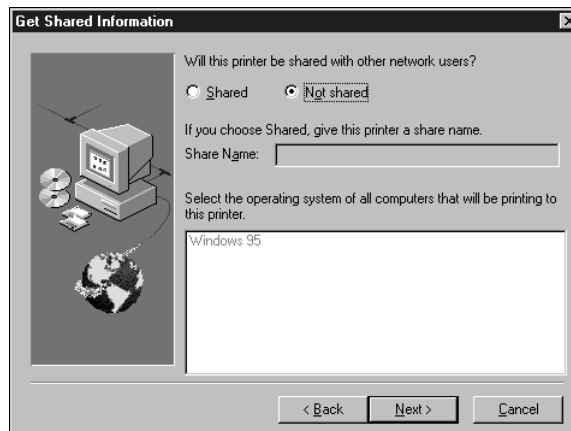 Get Shared Information
Will this printer be shared with other network users?
Shared
Not shared
If you choose Shared, give this printer a share name.
Share Name:
Select the operating system of all computers that will be printing to
this printer.
Windows 95
< Back
Next >
Cancel